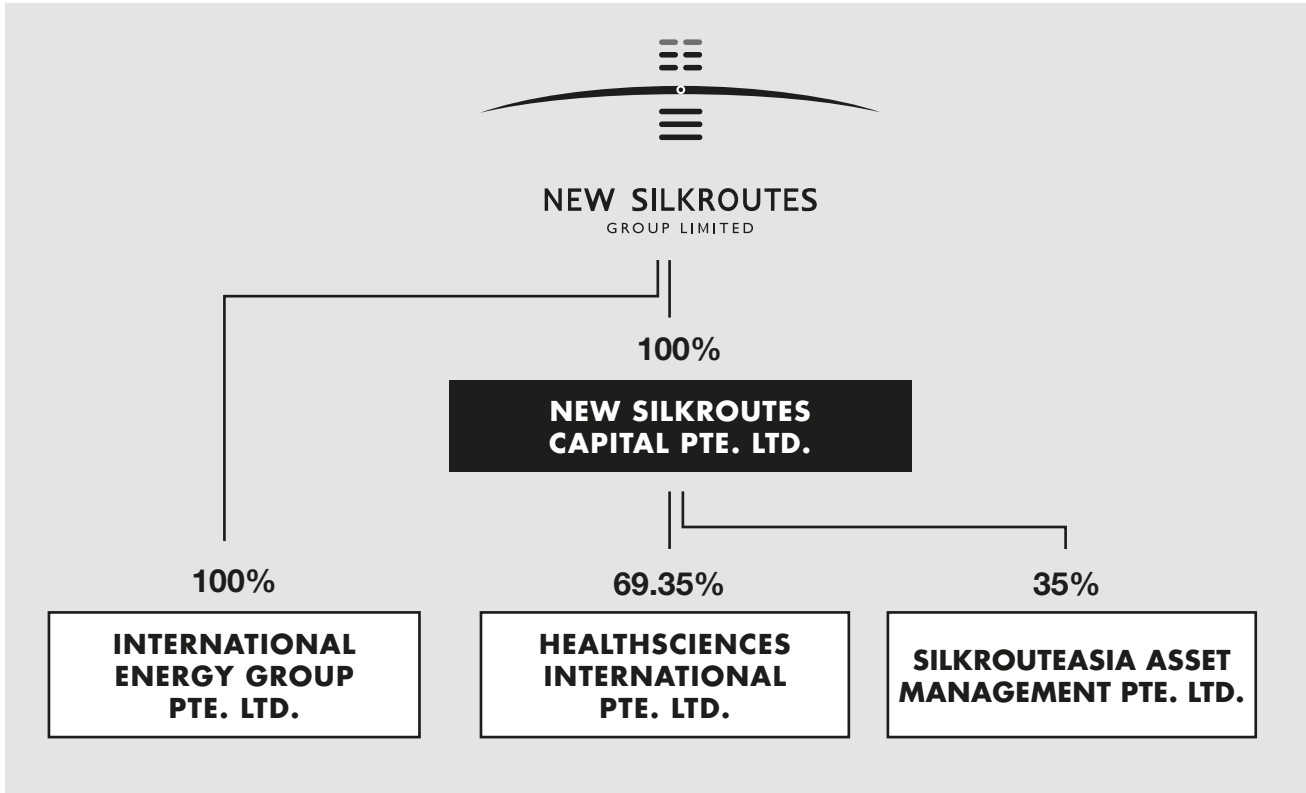 NEW SILKROUTES
GROUP LIMITED
100%
NEW SILKROUTES
CAPITAL PTE. LTD.
100%
INTERNATIONAL
ENERGY GROUP
PTE. LTD.
69.35%
HEALTHSCIENCES
INTERNATIONAL
PTE. LTD.
35%
SILKROUTEASIA ASSET
MANAGEMENT PTE. LTD.